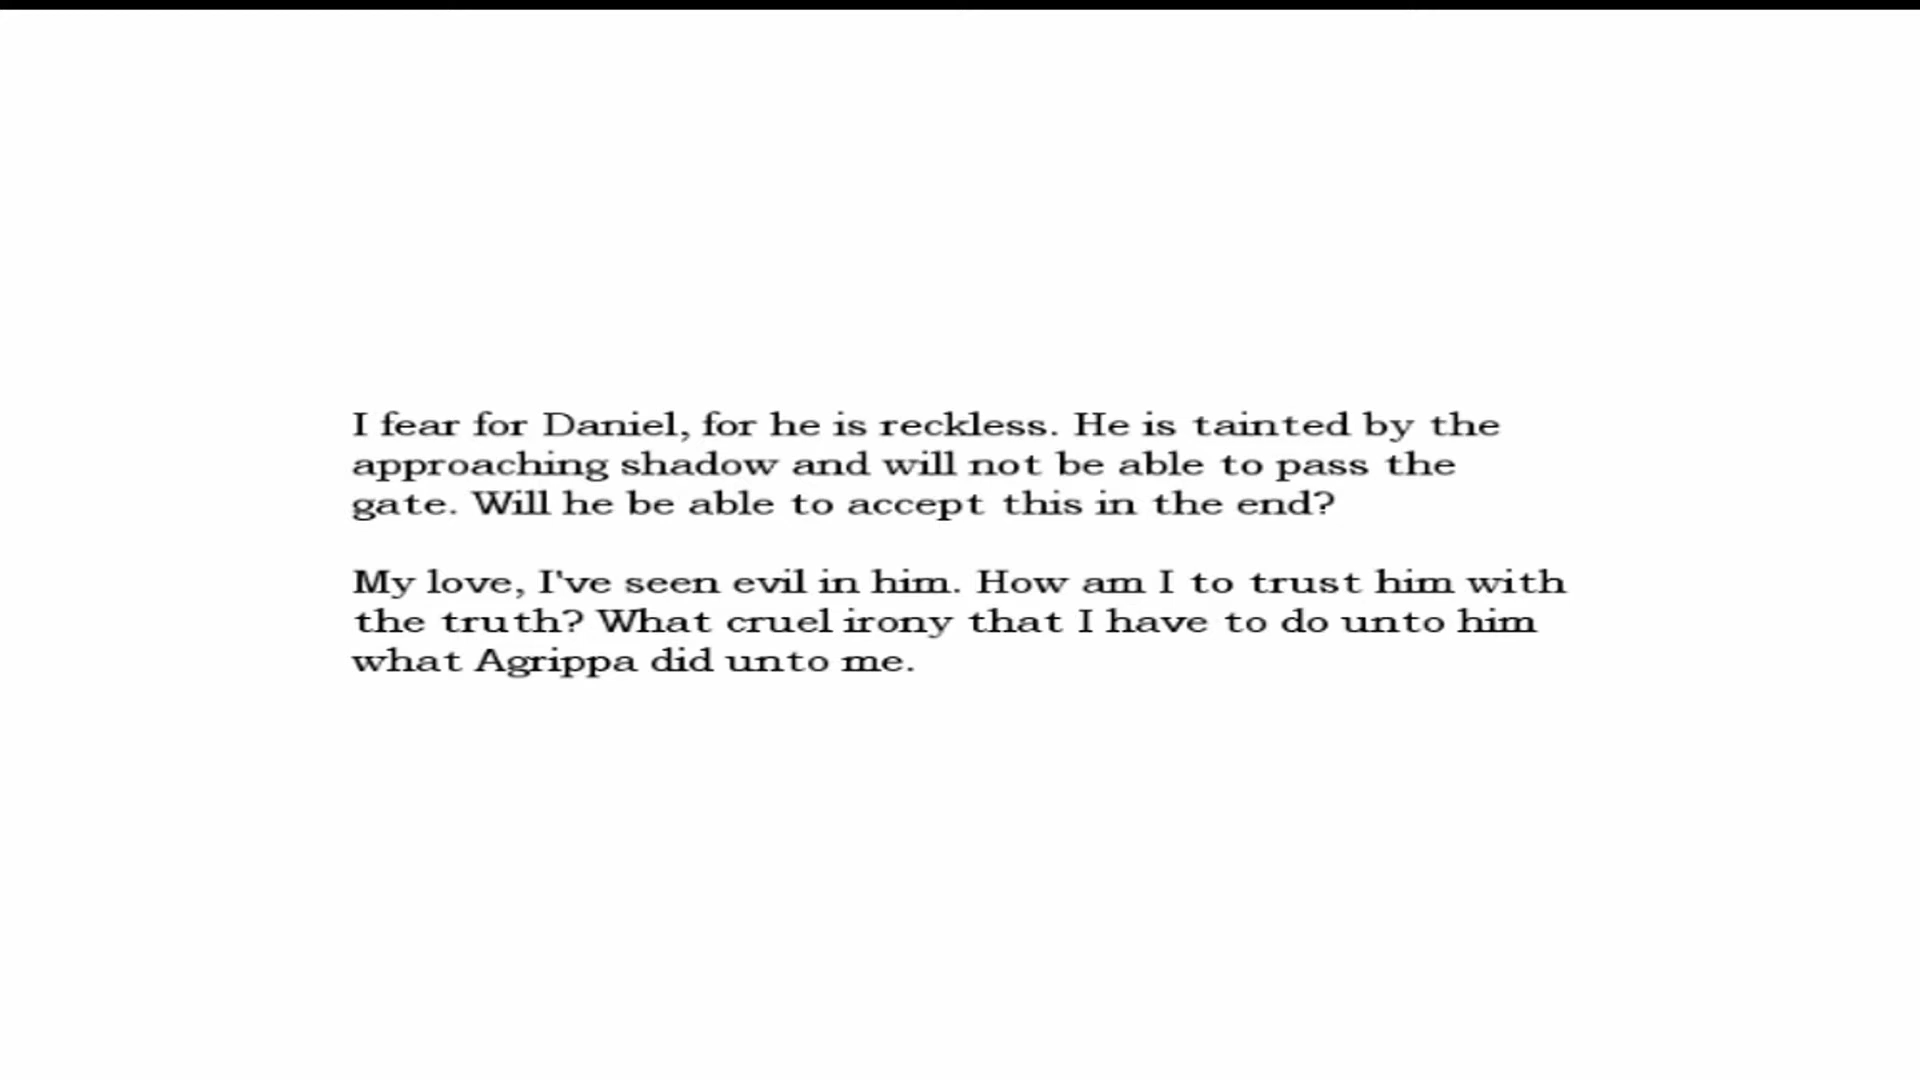 I fear for Daniel, for he is reckless. He is tainted by the
approaching shadow and will not be able to pass the
gate. Will he be able to accept this in the end?
My love, I've seen evil in him. How am I to trust him with
the truth? What cruel irony that I have to do unto him
what Agrippa did unto me.